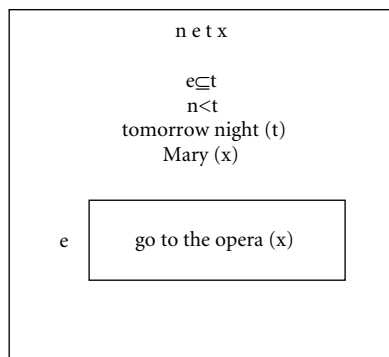 n e t x
e⊆t
n<t
tomorrow night (t)
Mary (x)
e go to the opera (x)